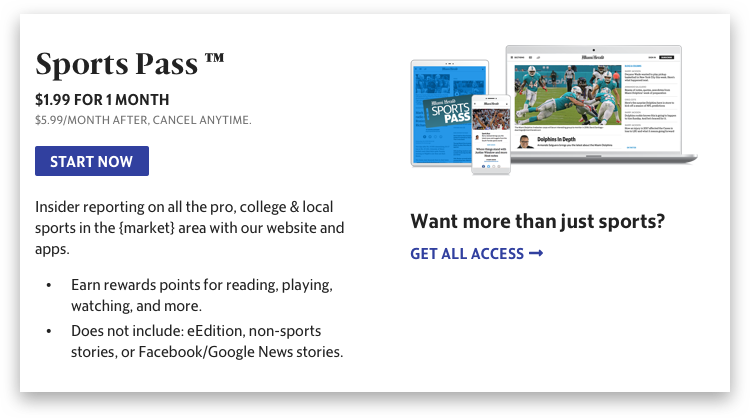 Sports Pass ™
$1.99 FOR 1 MONTH
$5.99/MONTH AFTER, CANCEL ANYTIME.
START NOW
Insider reporting on all the pro, college & local
sports in the {market} area with our website and
apps.
• Earn rewards points for reading, playing,
watching, and more.
• Does not include: eEdition, non-sports
stories, or Facebook/Google News stories.
Miami Herald
SPORTS
PASS
Miami Herald
Miami Herald
Dolphins In Depth
Want more than just sports?
GET ALL ACCESS →